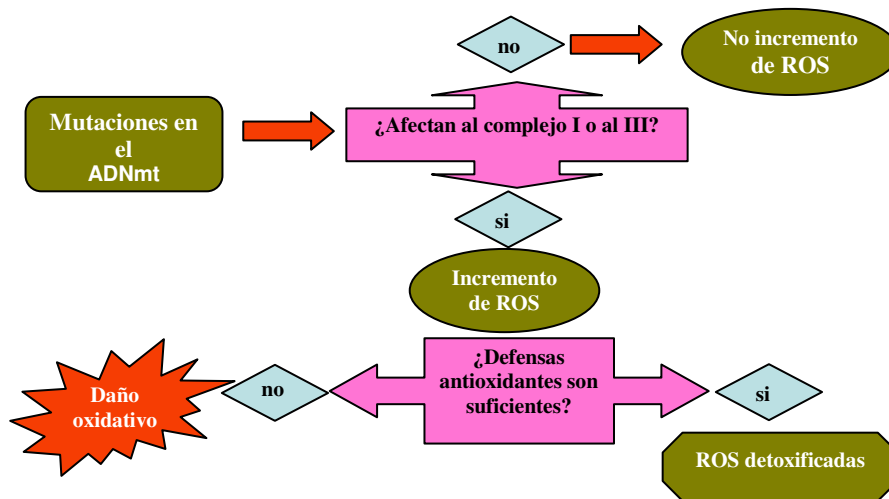 no
No incremento
de ROS
Mutaciones en
el
ADNmt
¿Afectan al complejo I o al III?
si
Incremento
de ROS
¿Defensas
antioxidantes son
suficientes?
Daño
oxidativo
no
si
ROS detoxificadas